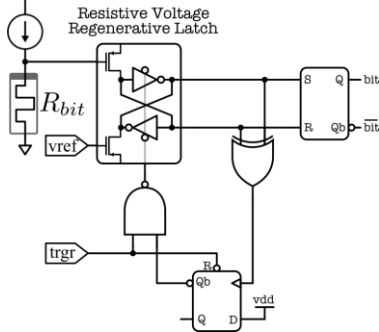 Resistive Voltage
Regenerative Latch
R_bit
vref
S Q bit
R Qb bit
trgr
R
Qb
vdd
Q D